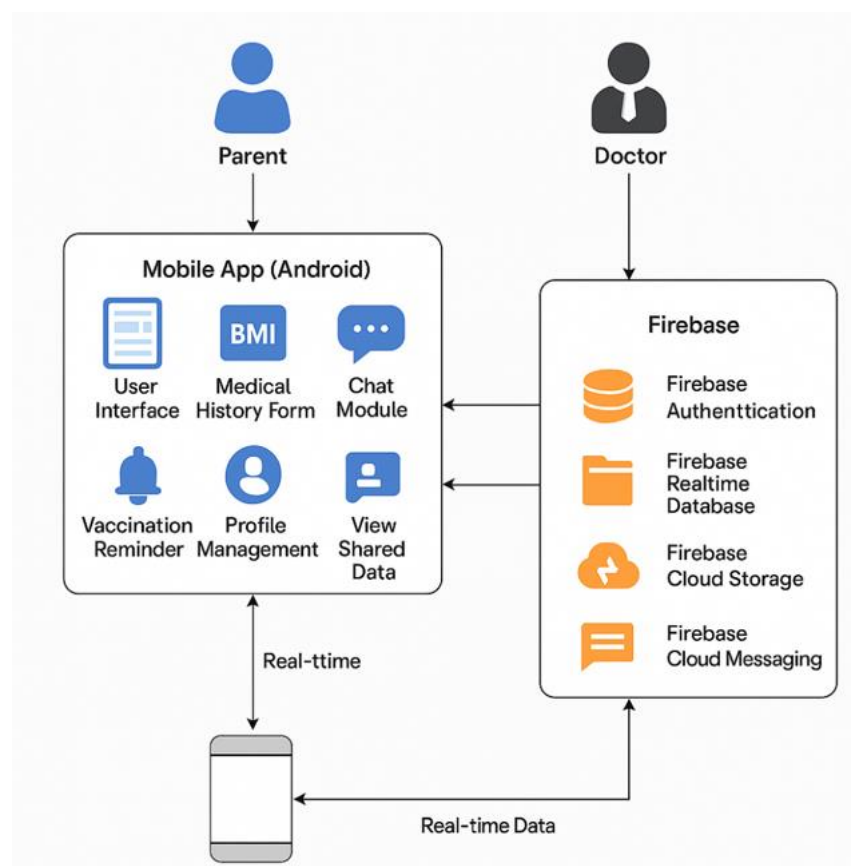 Parent
Doctor
Mobile App (Android)
User
Interface
BMI
Medical
History Form
Chat
Module
Vaccination
Reminder
Profile
Management
View
Shared
Data
Firebase
Firebase
Authenttication
Firebase
Realtime
Database
Firebase
Cloud Storage
Firebase
Cloud Messaging
Real-ttime
Real-time Data